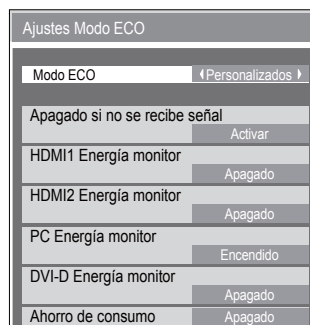 Ajustes Modo ECO
Modo ECO Personalizados
Apagado si no se recibe señal
Activar
HDMI1 Energía monitor
Apagado
HDMI2 Energía monitor
Apagado
PC Energía monitor
Encendido
DVI-D Energía monitor
Apagado
Ahorro de consumo Apagado